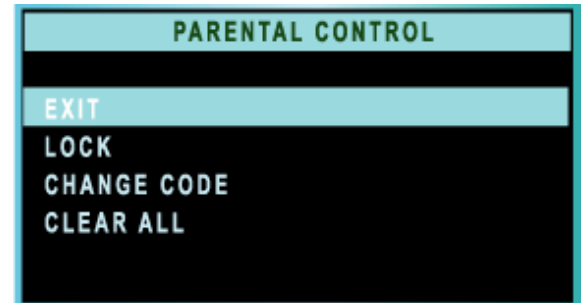 PARENTAL CONTROL
EXIT
LOCK
CHANGE CODE
CLEAR ALL